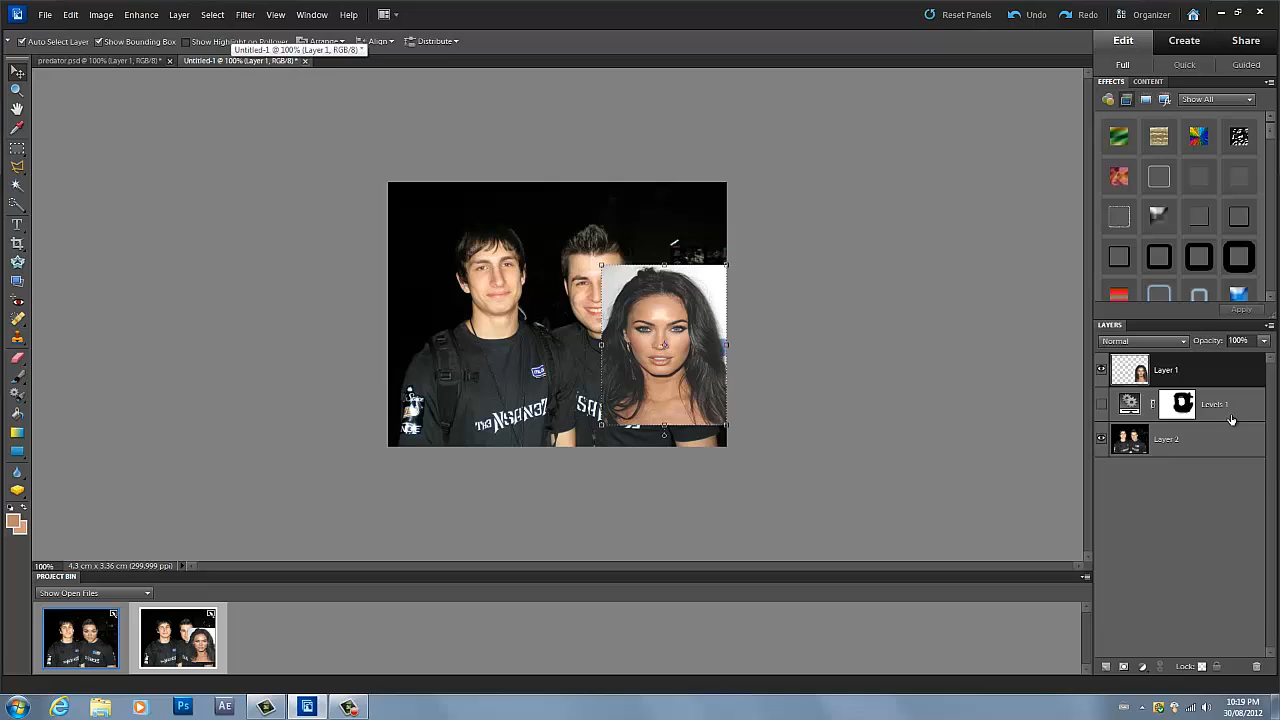 File Edit Image Enhance Layer Select Filter View Window Help Reset Panels Undo Redo Organizer
Auto Select Layer Show Bounding Box Show Highlight on Rollover Arrange Align Distribute
Edit Create Share
Untitled-1 @ 100% (Layer 1, RGB/8) *
predator.psd @ 100% (Layer 1, RGB/8)* Untitled-1 @ 100% (Layer 1, RGB/8)*
Full Quick Guided
EFFECTS CONTENT
Show All
Apply
LAYERS
Normal Opacity: 100%
Layer 1
Levels 1
Layer 2
100% 4.3 cm x 3.36 cm (299.999 ppi)
PROJECT BIN
Show Open Files
Lock:
Ps AE
10:19 PM
30/08/2012